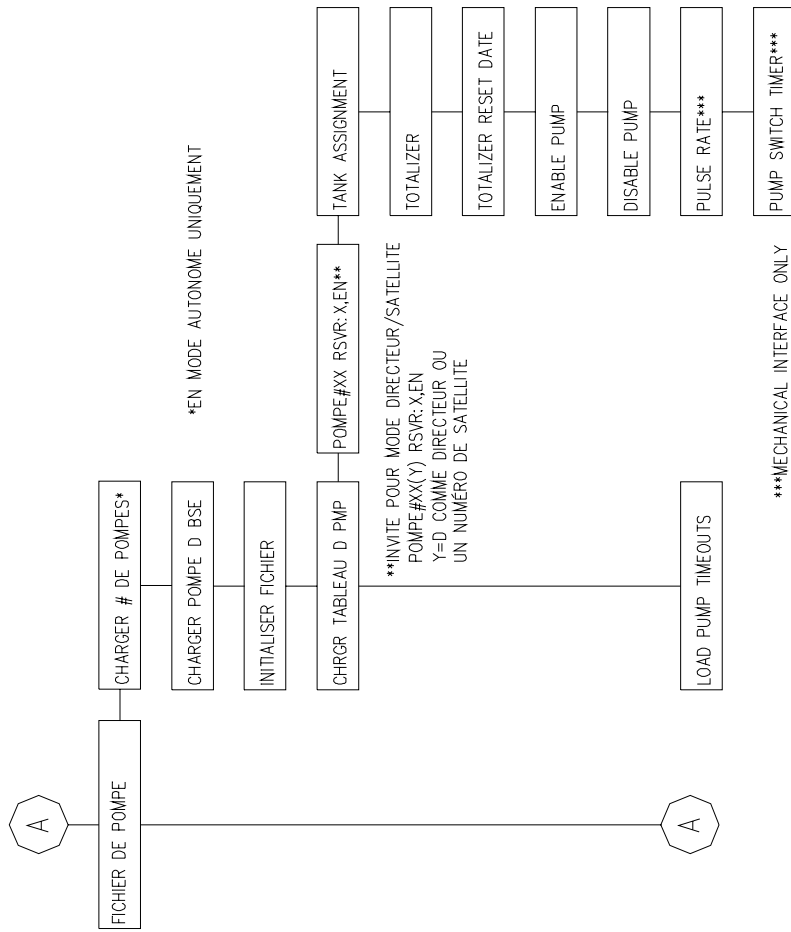 A
FICHIER DE POMPE
CHARGER # DE POMPES*
*EN MODE AUTONOME UNIQUEMENT
CHARGER POMPE D BSE
INITIALISER FICHIER
CHRGR TABLEAU D PMP
POMPE#XX RSVR: X,EN**
TANK ASSIGNMENT
**INVITE POUR MODE DIRECTEUR/SATELLITE
POMPE#XX(Y) RSVR: X,EN
Y=D COMME DIRECTEUR OU
UN NUMÉRO DE SATELLITE
TOTALIZER
TOTALIZER RESET DATE
ENABLE PUMP
DISABLE PUMP
PULSE RATE***
PUMP SWITCH TIMER***
LOAD PUMP TIMEOUTS
A
***MECHANICAL INTERFACE ONLY